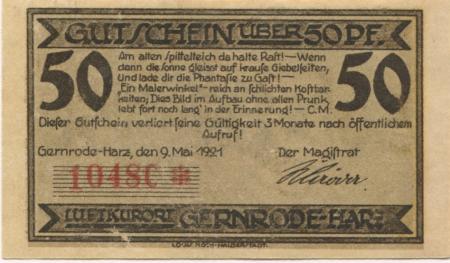 GUTSCHEIN ÜBER 50 PF.
50
Am alten Spittelteich da halte Rast! — Wenn
dann die Sonne gleisst auf krause Giebelseiten,
und lade dir die Phantasie zu Gast! —
"Ein Malerwinkel" - reich an schlichten Kostbar-
keiten; Dies Bild im Aufbau ohne allen Prunk,
lebt fort noch lang' in der Erinnerung! — C.M.
50
Dieser Gutschein verliert seine Gültigkeit 3 Monate nach öffentlichem
Aufruf!
Gernrode-Harz, den 9. Mai 1921
Der Magistrat
10480 *
LUFTKURORT GERNRODE-HARZ
HALBERSTADT.